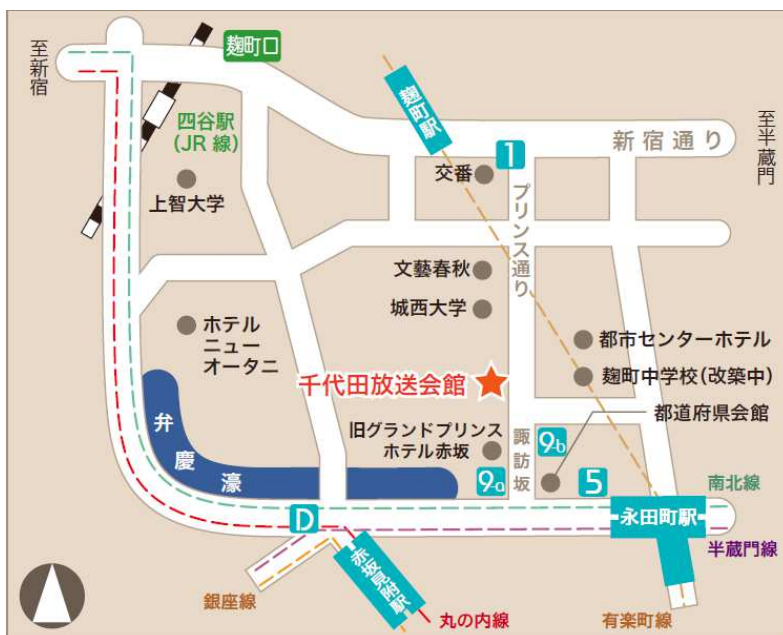 至新宿
麹町口
四谷駅
(JR 線)
上智大学
麹町駅
1
交番
新宿通り
至半蔵門
プリンス通り
文藝春秋
城西大学
ホテル
ニュー
オータニ
都市センターホテル
麹町中学校(改築中)
千代田放送会館
都道府県会館
旧グランドプリンス
ホテル赤坂
諏訪坂
9-b
9-a
5
弁慶濠
D
永田町駅
南北線
半蔵門線
赤坂見附駅
銀座線
丸の内線
有楽町線